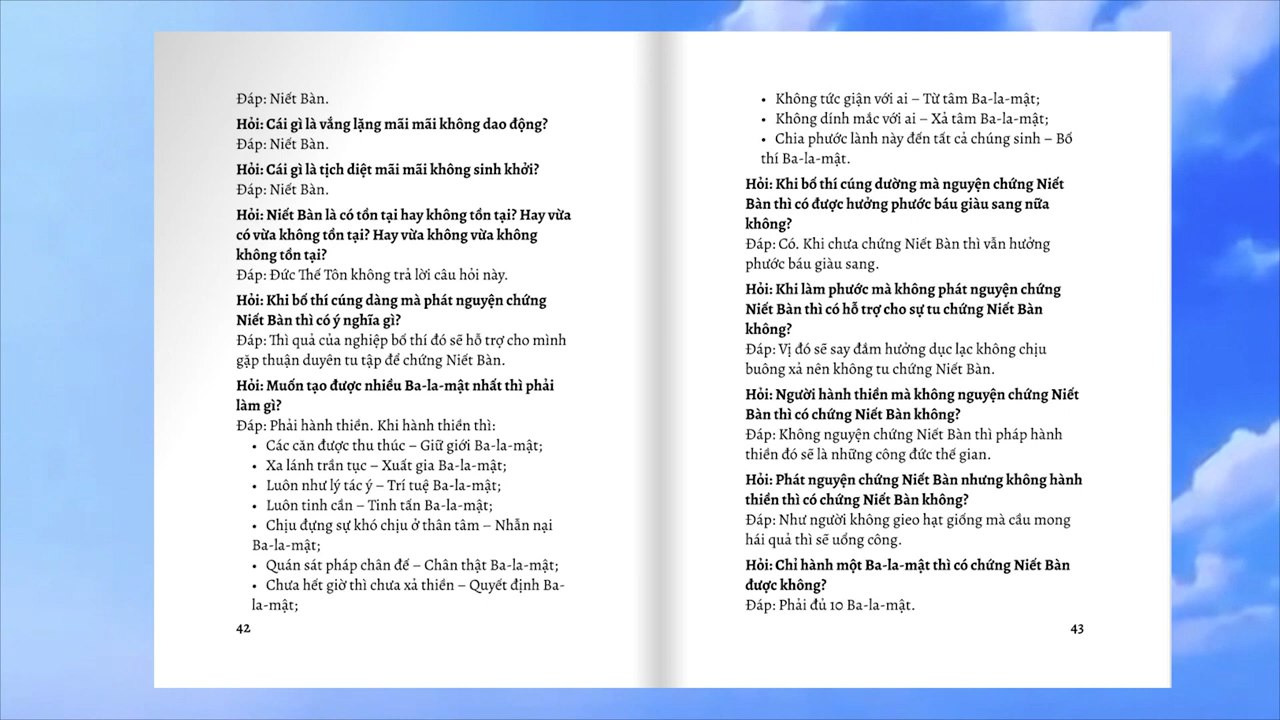 Đáp: Niết Bàn.
Hỏi: Cái gì là vắng lặng mãi mãi không dao động?
Đáp: Niết Bàn.
Hỏi: Cái gì là tịch diệt mãi mãi không sinh khởi?
Đáp: Niết Bàn.
Hỏi: Niết Bàn là có tồn tại hay không tồn tại? Hay vừa
có vừa không tồn tại? Hay vừa không vừa không
không tồn tại?
Đáp: Đức Thế Tôn không trả lời câu hỏi này.
Hỏi: Khi bố thí cúng dàng mà phát nguyện chứng
Niết Bàn thì có ý nghĩa gì?
Đáp: Thì quả của nghiệp bố thí đó sẽ hỗ trợ cho mình
gặp thuận duyên tu tập để chứng Niết Bàn.
Hỏi: Muốn tạo được nhiều Ba-la-mật nhất thì phải
làm gì?
Đáp: Phải hành thiền. Khi hành thiền thì:
• Các căn được thu thúc – Giữ giới Ba-la-mật;
• Xa lánh trần tục – Xuất gia Ba-la-mật;
• Luôn như lý tác ý – Trí tuệ Ba-la-mật;
• Luôn tinh cần – Tinh tấn Ba-la-mật;
• Chịu đựng sự khó chịu ở thân tâm – Nhẫn nại
Ba-la-mật;
• Quán sát pháp chân đế – Chân thật Ba-la-mật;
• Chưa hết giờ thì chưa xả thiền – Quyết định Ba-
la-mật;
42
• Không tức giận với ai – Từ tâm Ba-la-mật;
• Không dính mắc với ai – Xả tâm Ba-la-mật;
• Chia phước lành này đến tất cả chúng sinh – Bố
thí Ba-la-mật.
Hỏi: Khi bố thí cúng dường mà nguyện chứng Niết
Bàn thì có được hưởng phước báu giàu sang nữa
không?
Đáp: Có. Khi chưa chứng Niết Bàn thì vẫn hưởng
phước báu giàu sang.
Hỏi: Khi làm phước mà không phát nguyện chứng
Niết Bàn thì có hỗ trợ cho sự tu chứng Niết Bàn
không?
Đáp: Vị đó sẽ say đắm hưởng dục lạc không chịu
buông xả nên không tu chứng Niết Bàn.
Hỏi: Người hành thiền mà không nguyện chứng Niết
Bàn thì có chứng Niết Bàn không?
Đáp: Không nguyện chứng Niết Bàn thì pháp hành
thiền đó sẽ là những công đức thế gian.
Hỏi: Phát nguyện chứng Niết Bàn nhưng không hành
thiền thì có chứng Niết Bàn không?
Đáp: Như người không gieo hạt giống mà cầu mong
hái quả thì sẽ uổng công.
Hỏi: Chỉ hành một Ba-la-mật thì có chứng Niết Bàn
được không?
Đáp: Phải đủ 10 Ba-la-mật.
43